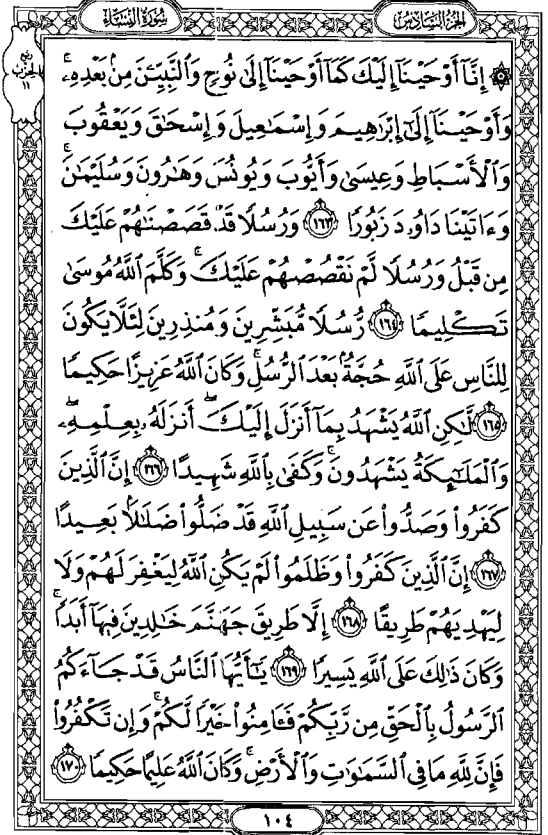 الجزء السادس
سورة النساء
ربع
الحزب
١١
۞ إِنَّآ أَوْحَيْنَآ إِلَيْكَ كَمَآ أَوْحَيْنَآ إِلَىٰ نُوحٍ وَٱلنَّبِيِّـۧنَ مِنۢ بَعْدِهِۦۚ
وَأَوْحَيْنَآ إِلَىٰٓ إِبْرَٰهِيمَ وَإِسْمَٰعِيلَ وَإِسْحَٰقَ وَيَعْقُوبَ
وَٱلْأَسْبَاطِ وَعِيسَىٰ وَأَيُّوبَ وَيُونُسَ وَهَٰرُونَ وَسُلَيْمَٰنَۚ
وَءَاتَيْنَا دَاوُۥدَ زَبُورًا ١٦٣ وَرُسُلًا قَدْ قَصَصْنَٰهُمْ عَلَيْكَ
مِن قَبْلُ وَرُسُلًا لَّمْ نَقْصُصْهُمْ عَلَيْكَۚ وَكَلَّمَ ٱللَّهُ مُوسَىٰ
تَكْلِيمًا ١٦٤ رُّسُلًا مُّبَشِّرِينَ وَمُنذِرِينَ لِئَلَّا يَكُونَ
لِلنَّاسِ عَلَى ٱللَّهِ حُجَّةٌۢ بَعْدَ ٱلرُّسُلِۚ وَكَانَ ٱللَّهُ عَزِيزًا حَكِيمًا
١٦٥ لَّٰكِنِ ٱللَّهُ يَشْهَدُ بِمَآ أَنزَلَ إِلَيْكَۖ أَنزَلَهُۥ بِعِلْمِهِۦۖ
وَٱلْمَلَٰٓئِكَةُ يَشْهَدُونَۚ وَكَفَىٰ بِٱللَّهِ شَهِيدًا ١٦٦ إِنَّ ٱلَّذِينَ
كَفَرُوا۟ وَصَدُّوا۟ عَن سَبِيلِ ٱللَّهِ قَدْ ضَلُّوا۟ ضَلَٰلًۢا بَعِيدًا
١٦٧ إِنَّ ٱلَّذِينَ كَفَرُوا۟ وَظَلَمُوا۟ لَمْ يَكُنِ ٱللَّهُ لِيَغْفِرَ لَهُمْ وَلَا
لِيَهْدِيَهُمْ طَرِيقًا ١٦٨ إِلَّا طَرِيقَ جَهَنَّمَ خَٰلِدِينَ فِيهَآ أَبَدًاۚ
وَكَانَ ذَٰلِكَ عَلَى ٱللَّهِ يَسِيرًا ١٦٩ يَٰٓأَيُّهَا ٱلنَّاسُ قَدْ جَآءَكُمُ
ٱلرَّسُولُ بِٱلْحَقِّ مِن رَّبِّكُمْ فَـَٔامِنُوا۟ خَيْرًا لَّكُمْۚ وَإِن تَكْفُرُوا۟
فَإِنَّ لِلَّهِ مَا فِى ٱلسَّمَٰوَٰتِ وَٱلْأَرْضِۚ وَكَانَ ٱللَّهُ عَلِيمًا حَكِيمًا ١٧٠
١٠٤